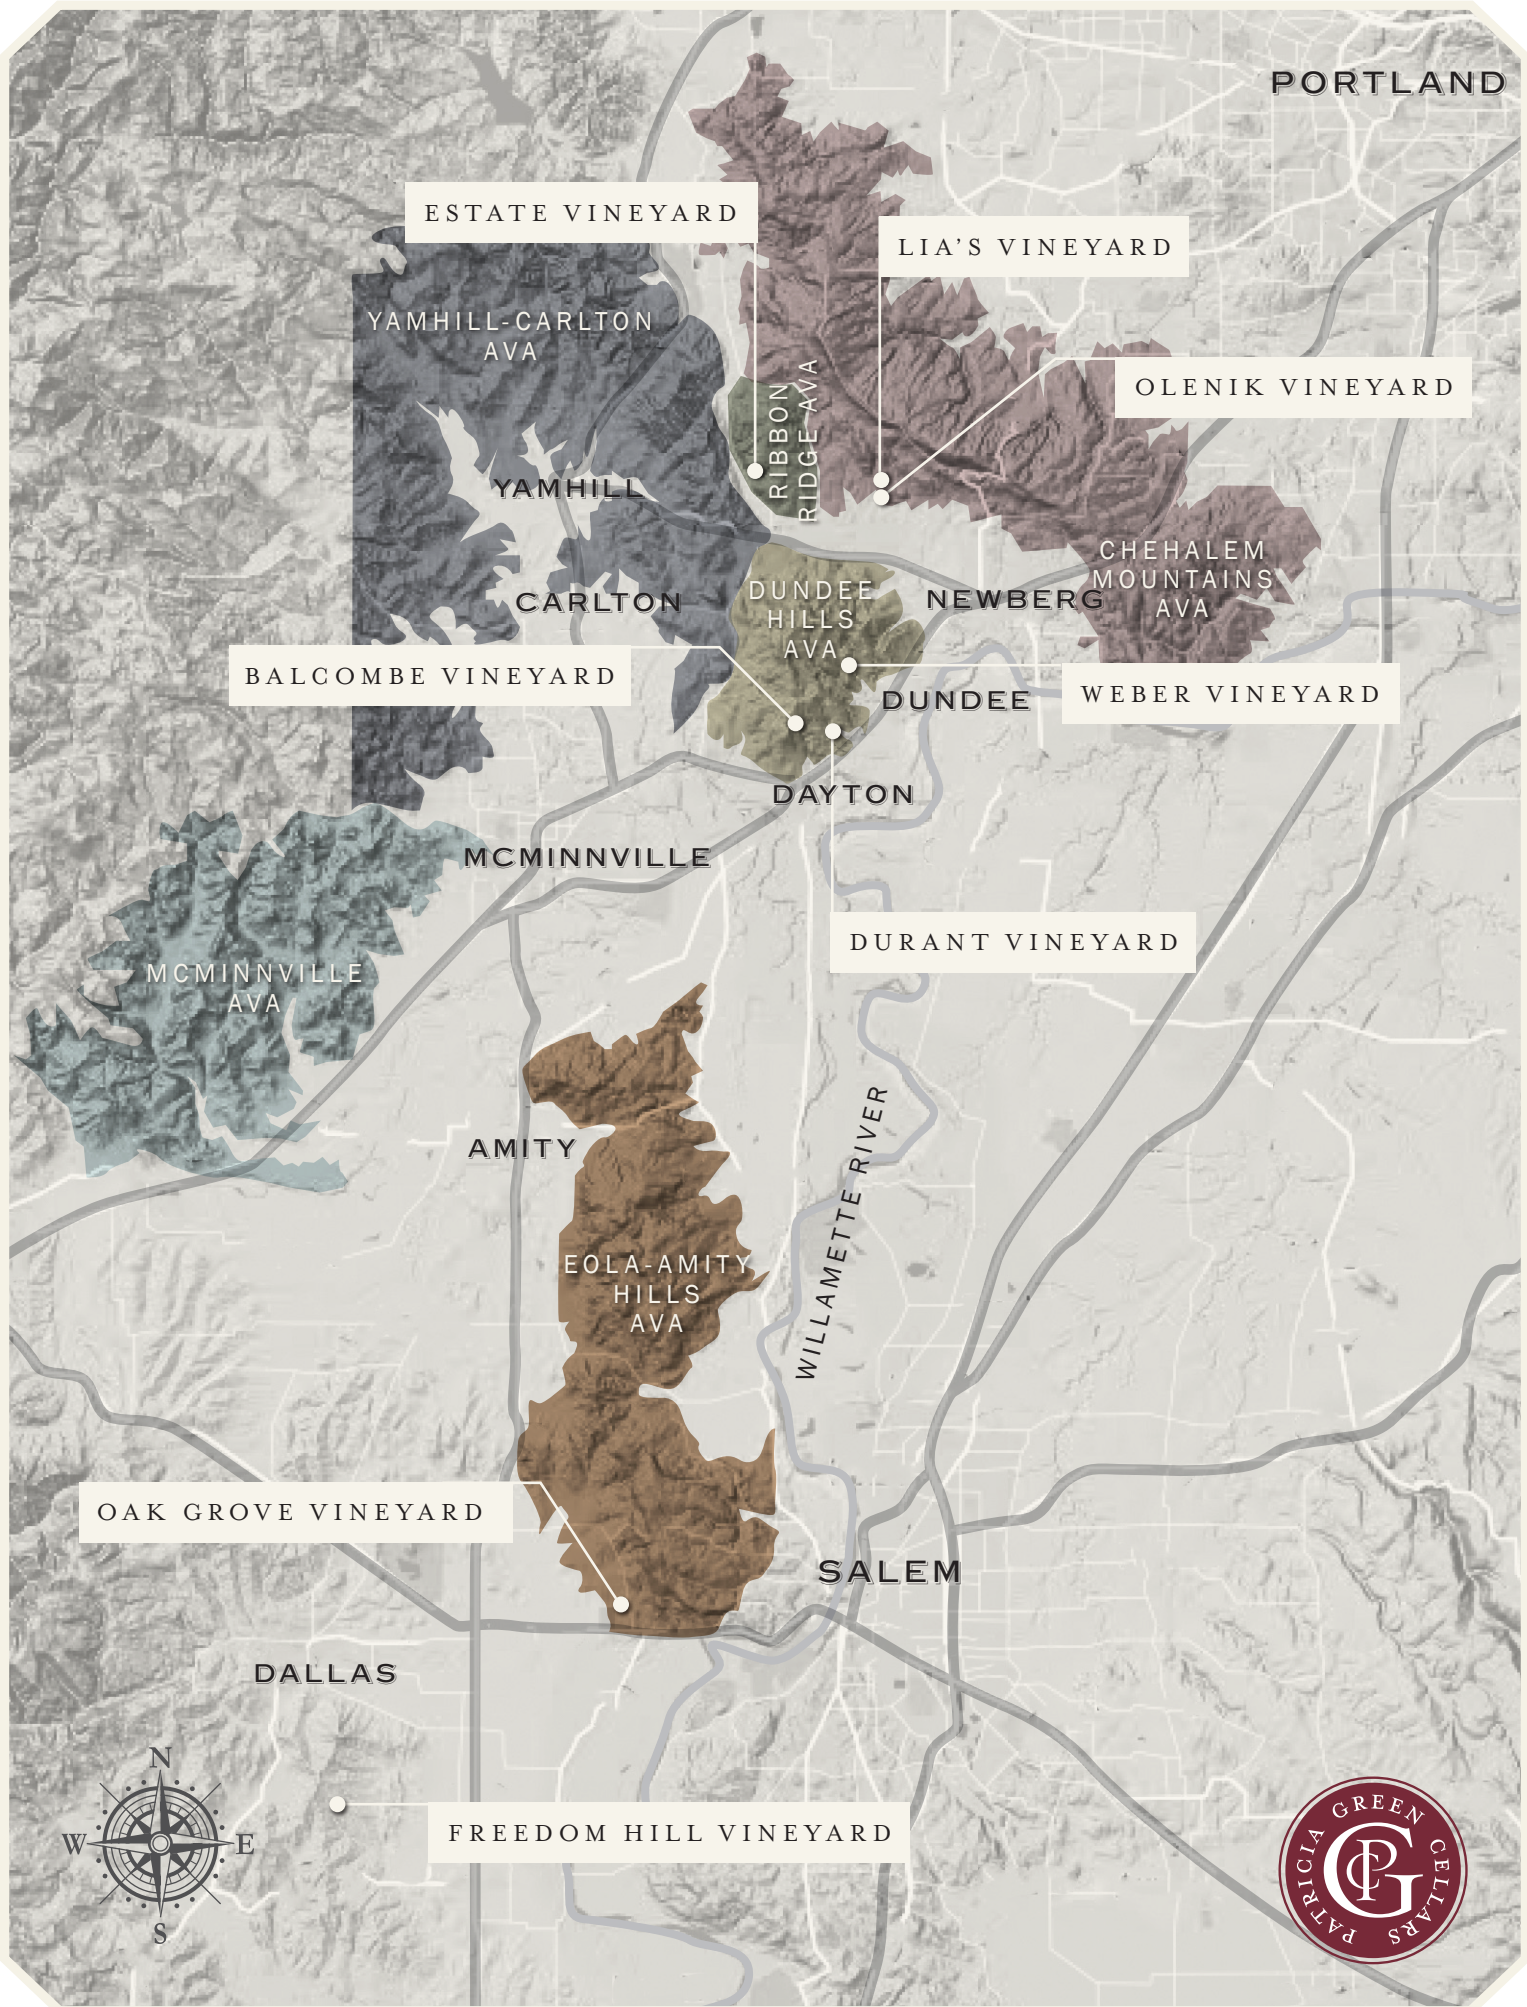 PORTLAND
ESTATE VINEYARD
LIA'S VINEYARD
YAMHILL-CARLTON
AVA
RIBBON
RIDGE AVA
OLENIK VINEYARD
YAMHILL
CHEHALEM
MOUNTAINS
AVA
DUNDEE
HILLS
AVA
CARLTON
NEWBERG
BALCOMBE VINEYARD
WEBER VINEYARD
DUNDEE
DAYTON
MCMINNVILLE
DURANT VINEYARD
MCMINNVILLE
AVA
AMITY
WILLAMETTE RIVER
EOLA-AMITY
HILLS
AVA
OAK GROVE VINEYARD
SALEM
DALLAS
N
W
E
S
FREEDOM HILL VINEYARD
PATRICIA GREEN CELLARS
PGC